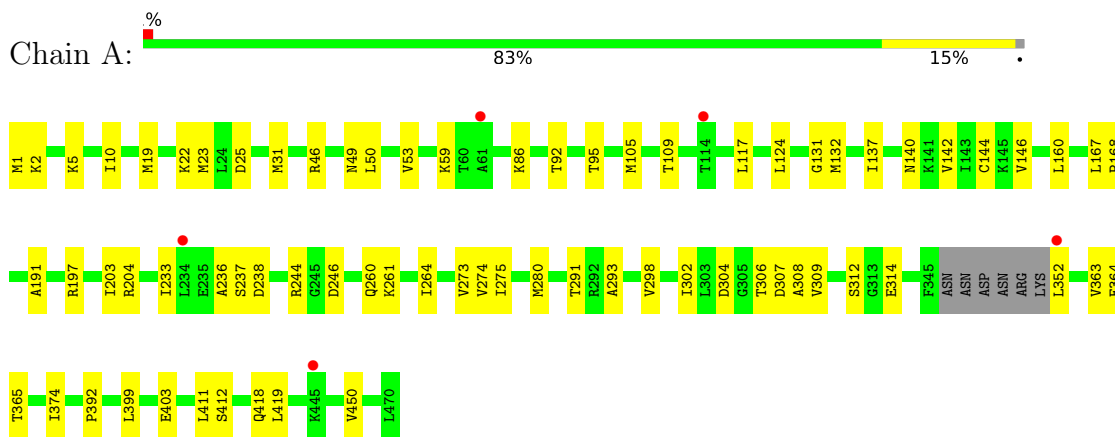 .%
Chain A:
83% 15% •
M1 K2 K5 I10 M19 K22 M23 L24 D25 M31 R46 N49 L50 V53 K59 T60 A61 K86 T92 T95 M105 T109 T114 L117 L124 G131 M132 I137 N140 K141 V142 I143 C144 K145 V146 L160 L167
A191 R197 I203 R204 I233 L234 E235 A236 S237 D238 R244 G245 D246 Q260 K261 I264 V273 V274 I275 M280 T291 R292 A293 V298 I302 L303 D304 G305 T306 D307 A308 V309 S312 G313 E314 F345 ASN ASN ASP ASN ARG LYS L352 V363
T365 I374 P392 L399 E403 L411 S412 Q418 L419 K445 V450 L470